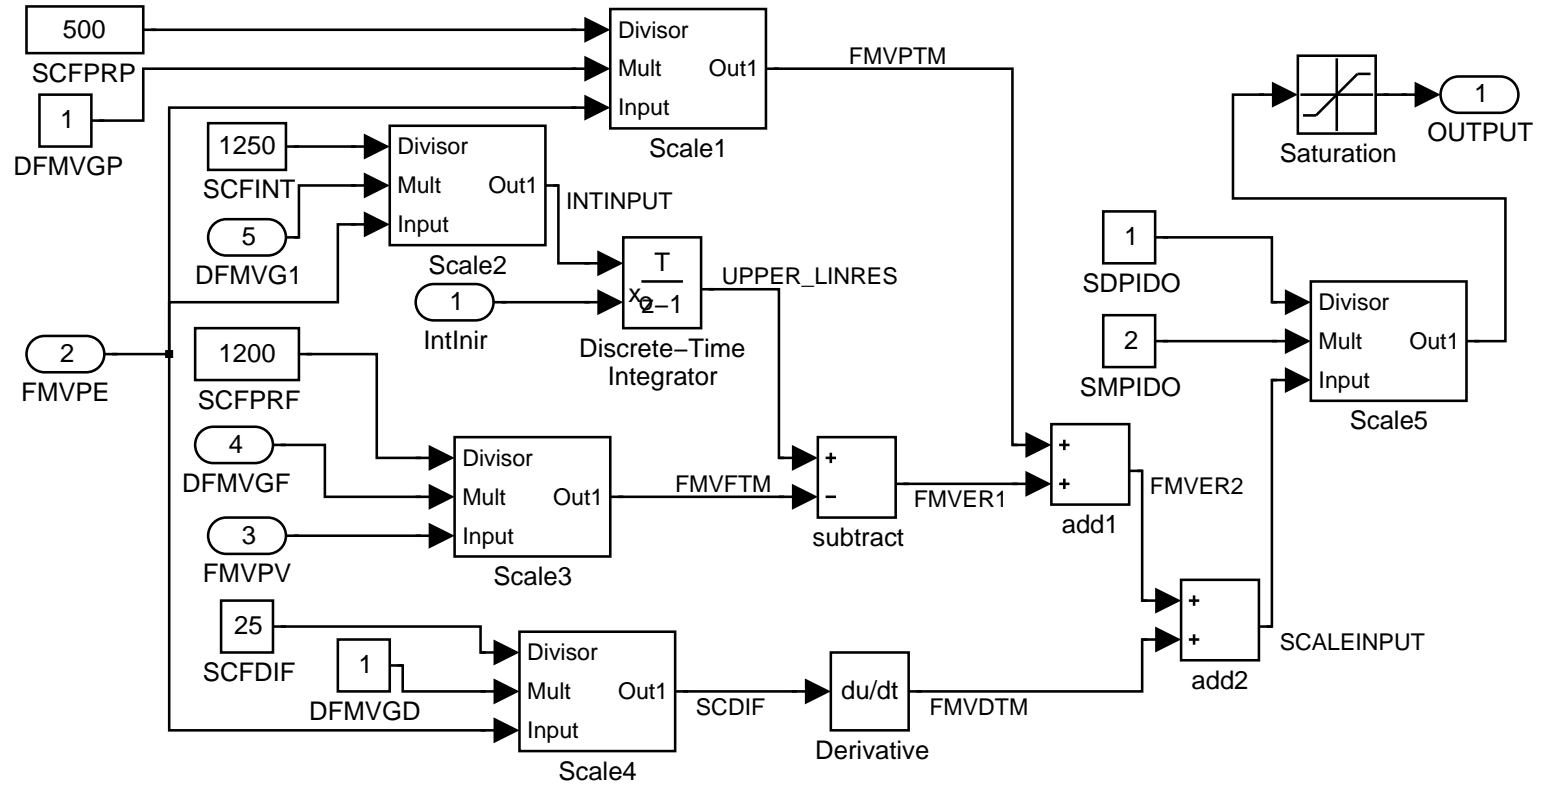 500
SCFPRP
1
DFMVGP
Divisor
Mult
Input
Out1
Scale1
FMVPTM
1250
SCFINT
5
DFMVG1
Divisor
Mult
Input
Out1
Scale2
INTINPUT
1
IntInir
T
xo
z−1
Discrete−Time
Integrator
UPPER_LINRES
2
FMVPE
1200
SCFPRF
4
DFMVGF
3
FMVPV
Divisor
Mult
Input
Out1
Scale3
FMVFTM
+
−
subtract
FMVER1
+
+
add1
FMVER2
25
SCFDIF
1
DFMVGD
Divisor
Mult
Input
Out1
Scale4
SCDIF
du/dt
Derivative
FMVDTM
+
+
add2
SCALEINPUT
1
SDPIDO
2
SMPIDO
Divisor
Mult
Input
Out1
Scale5
Saturation
1
OUTPUT